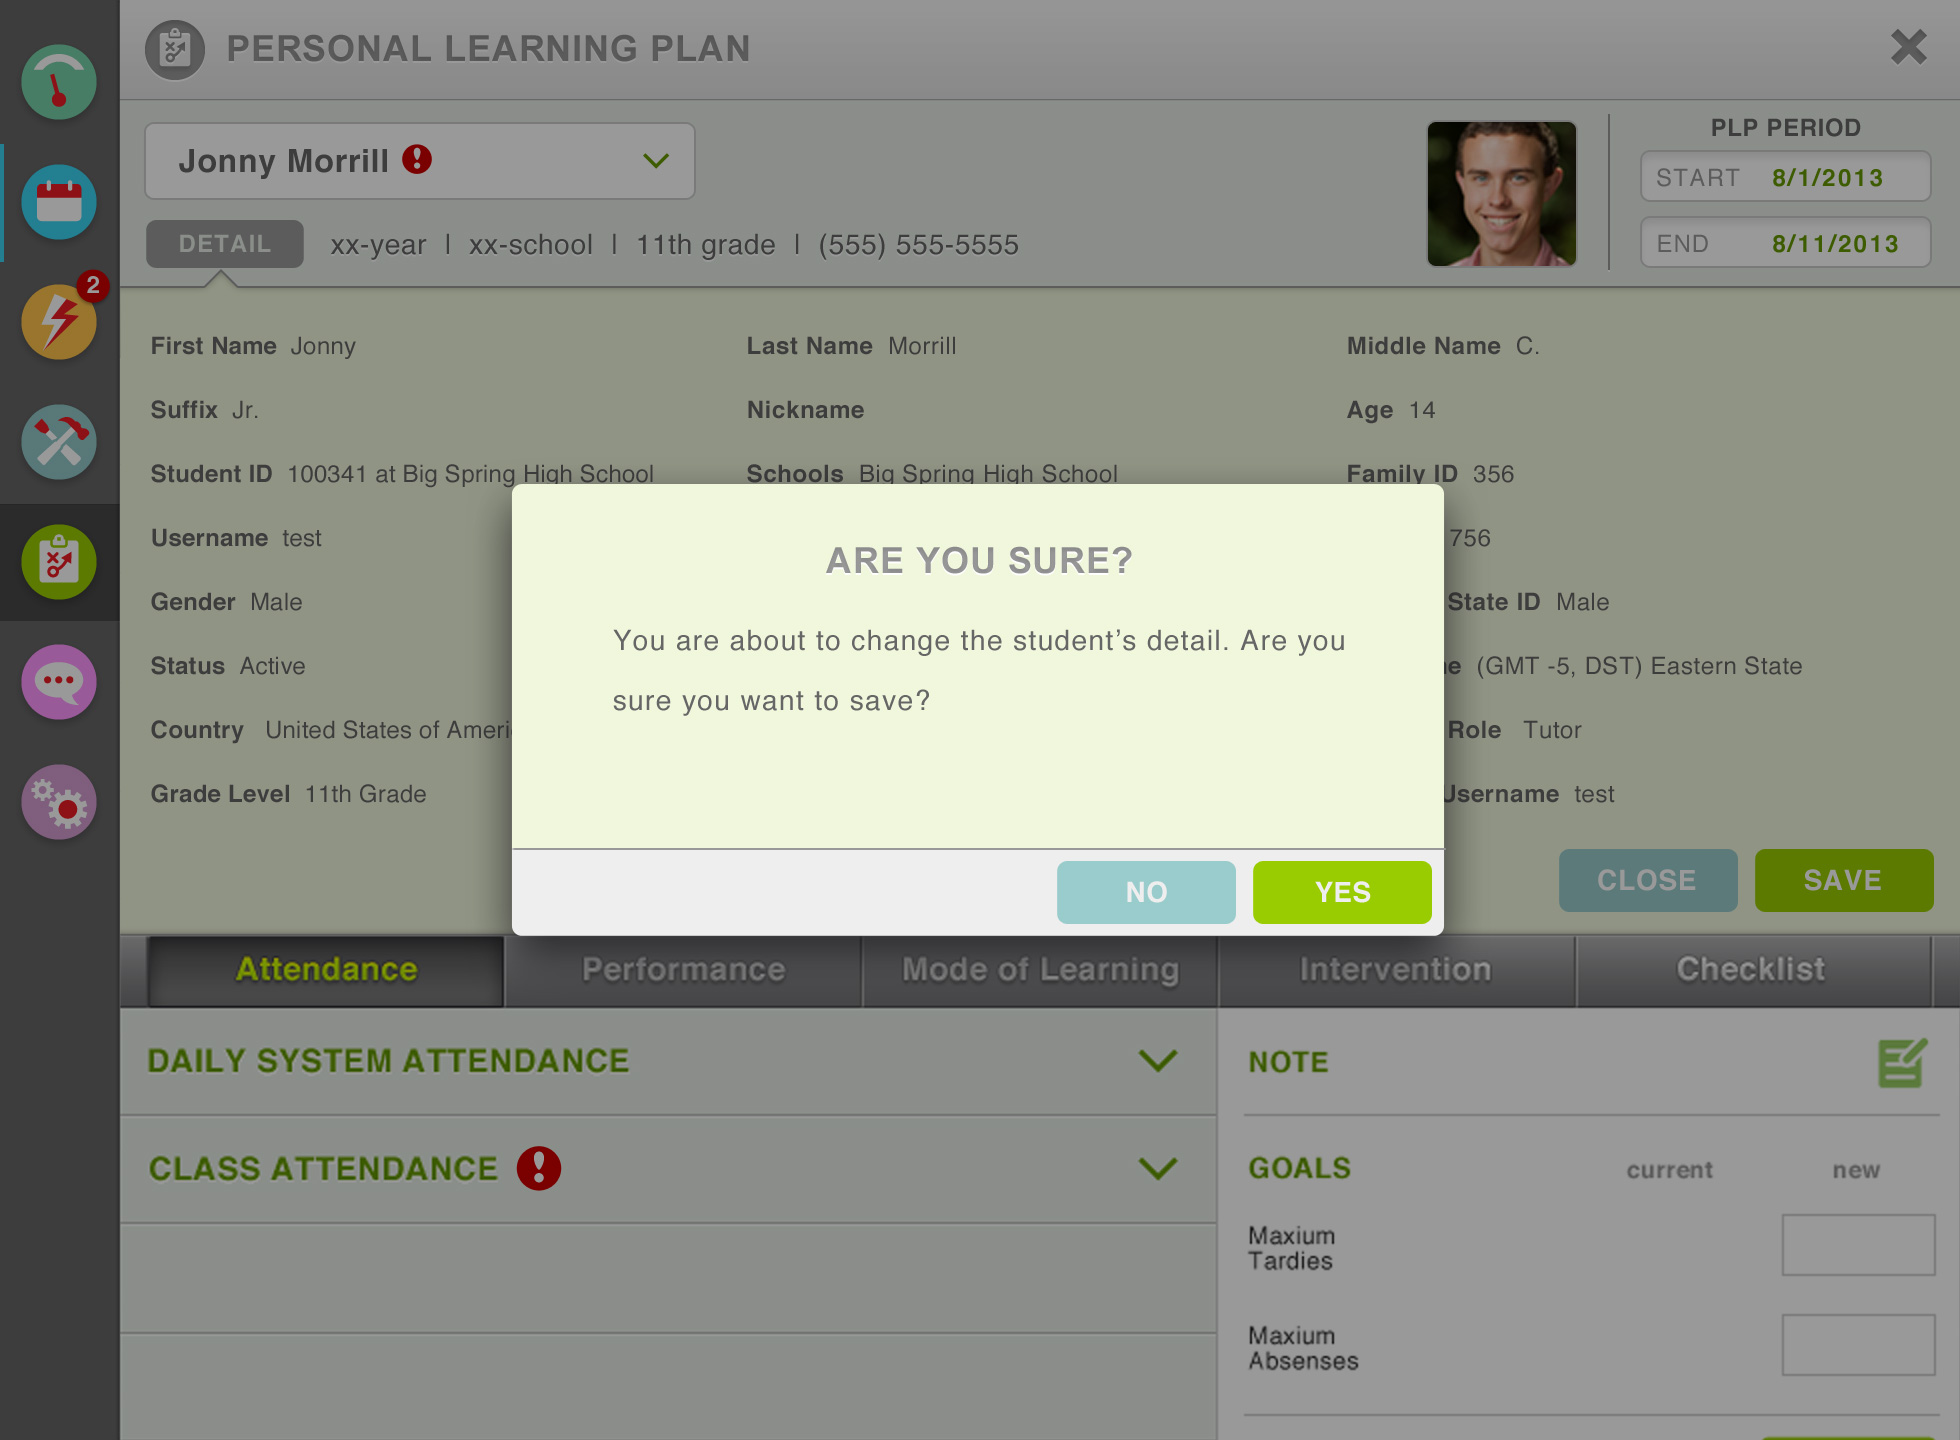 PERSONAL LEARNING PLAN
Jonny Morrill
PLP PERIOD
START 8/1/2013
END 8/11/2013
DETAIL xx-year | xx-school | 11th grade | (555) 555-5555
2
First Name Jonny Last Name Morrill Middle Name C.
Suffix Jr. Nickname Age 14
Student ID 100341 at Big Spring High School Schools Big Spring High School Family ID 356
Username test 756
Gender Male State ID Male
Status Active (GMT -5, DST) Eastern State
Country United States of Role Tutor
Grade Level 11th Grade Username test
ARE YOU SURE?
You are about to change the student’s detail. Are you
sure you want to save?
NO YES
CLOSE SAVE
Attendance Performance Mode of Learning Intervention Checklist
DAILY SYSTEM ATTENDANCE
CLASS ATTENDANCE
NOTE
GOALS current new
Maxium
Tardies
Maxium
Absenses